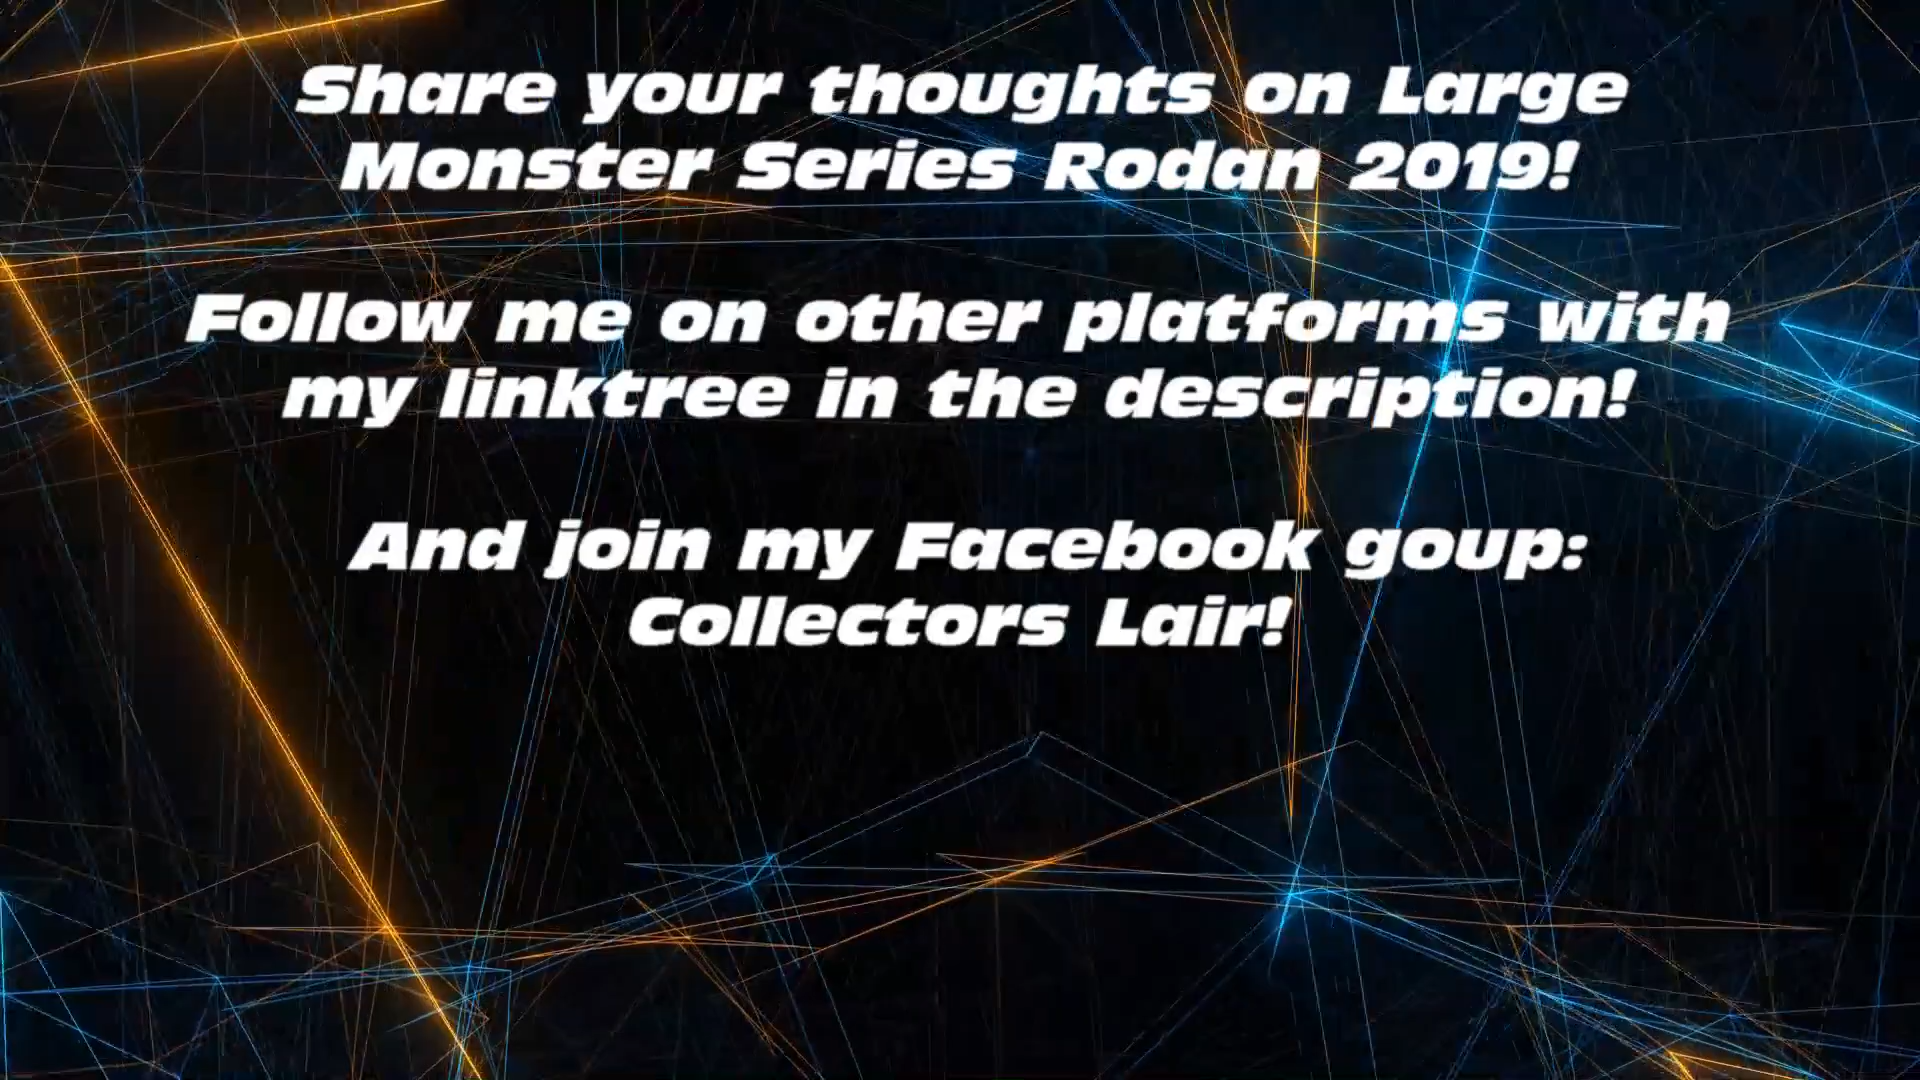 Share your thoughts on Large
Monster Series Rodan 2019!
Follow me on other platforms with
my linktree in the description!
And join my Facebook goup:
Collectors Lair!